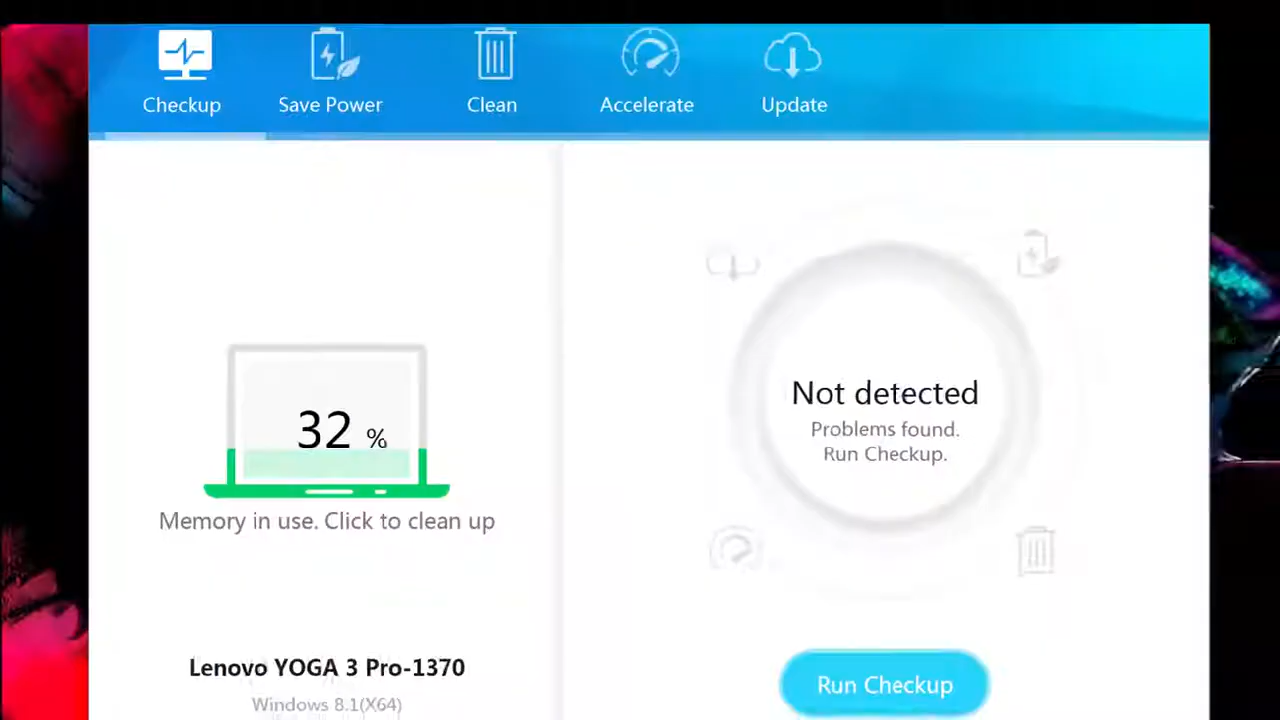 Checkup
Save Power
Clean
Accelerate
Update
32 %
Memory in use. Click to clean up
Lenovo YOGA 3 Pro-1370
Windows 8.1(X64)
Not detected
Problems found.
Run Checkup.
Run Checkup